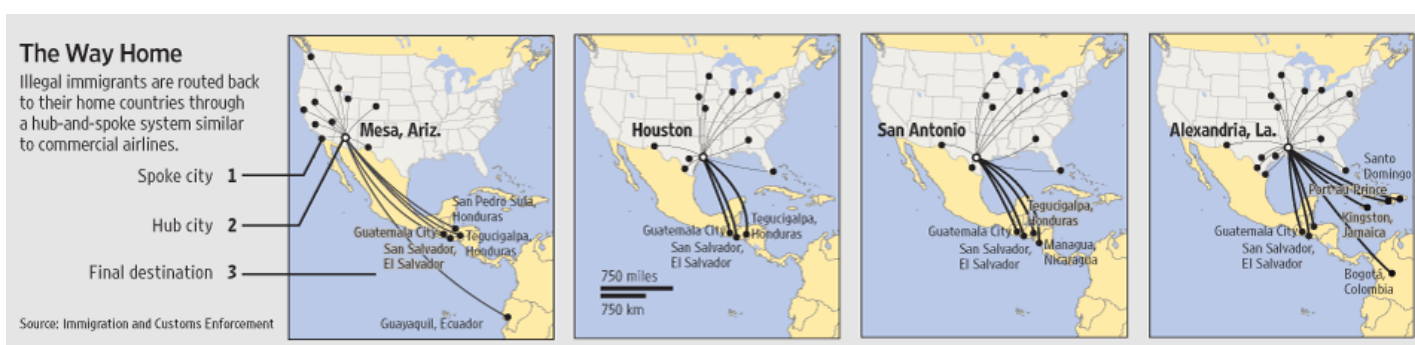 The Way Home
Illegal immigrants are routed back
to their home countries through
a hub-and-spoke system similar
to commercial airlines.
Spoke city 1
Hub city 2
Final destination 3
Source: Immigration and Customs Enforcement
Mesa, Ariz.
San Pedro Sula,
Honduras
Guatemala City
Tegucigalpa,
Honduras
San Salvador,
El Salvador
Guayaquil, Ecuador
Houston
Tegucigalpa,
Honduras
Guatemala City
San Salvador,
El Salvador
750 miles
750 km
San Antonio
Tegucigalpa,
Honduras
Guatemala City
San Salvador,
El Salvador
Managua,
Nicaragua
Alexandria, La.
Santo
Domingo
Port-au-Prince
Kingston,
Jamaica
Guatemala City
San Salvador,
El Salvador
Bogotá,
Colombia